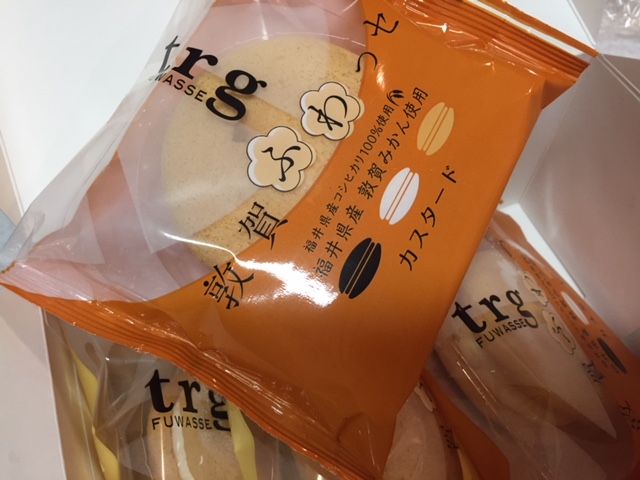 trg
FUWASSE
敦賀ふわっセ
福井県産コシヒカリ100%使用
福井県産 敦賀みかん使用
カスタード
trg
FUWASSE
trg
FUWASSE